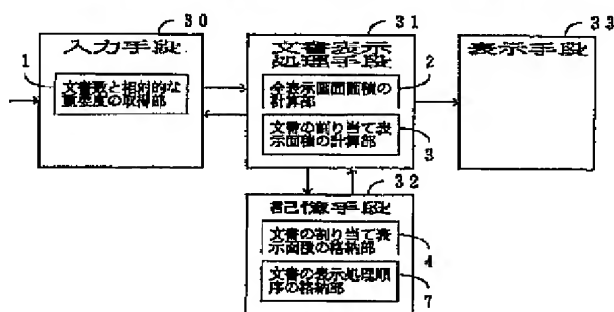 30
入力手段
1
文書数と相対的な
重要度の取得部
31
文書表示
処理手段
2
全表示画面面積の
計算部
文書の割り当て表
示面積の計算部
3
33
表示手段
32
記憶手段
文書の割り当て表
示面積の格納部
4
文書の表示処理順
序の格納部
7